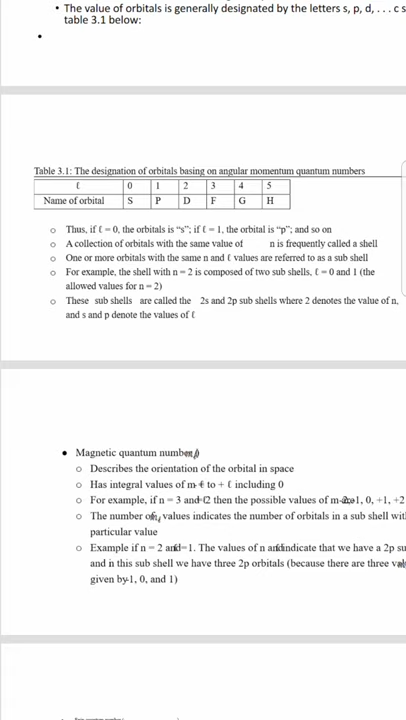 • The value of orbitals is generally designated by the letters s, p, d, . . . c s
table 3.1 below:
•
Table 3.1: The designation of orbitals basing on angular momentum quantum numbers
ℓ 0 1 2 3 4 5
Name of orbital S P D F G H
o Thus, if ℓ = 0, the orbitals is “s”; if ℓ = 1, the orbital is “p”; and so on
o A collection of orbitals with the same value of n is frequently called a shell
o One or more orbitals with the same n and ℓ values are referred to as a sub shell
o For example, the shell with n = 2 is composed of two sub shells, ℓ = 0 and 1 (the
allowed values for n = 2)
o These sub shells are called the 2s and 2p sub shells where 2 denotes the value of n,
and s and p denote the values of ℓ
• Magnetic quantum number
o Describes the orientation of the orbital in space
o Has integral values of to + ℓ including 0
o For example, if n = 3 and then the possible values of 0, +1, +2
o The number of values indicates the number of orbitals in a sub shell
particular value
o Example if n = 2 and = 1. The values of n and indicate that we have a 2p su
and in this sub shell we have three 2p orbitals (because there are three
given by -1, 0, and 1)